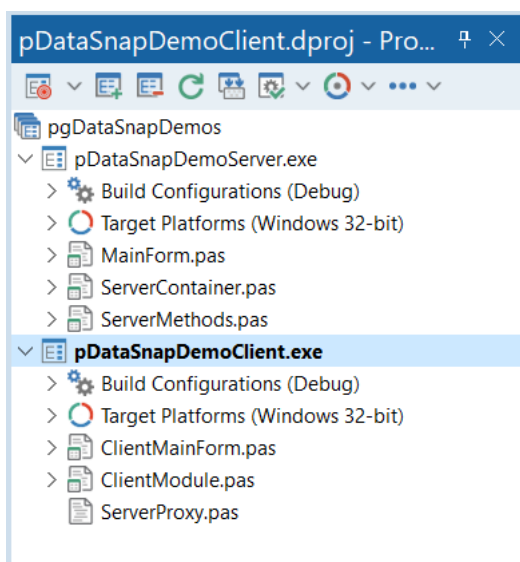 pDataSnapDemoClient.dproj - Pro...
pgDataSnapDemos
pDataSnapDemoServer.exe
Build Configurations (Debug)
Target Platforms (Windows 32-bit)
MainForm.pas
ServerContainer.pas
ServerMethods.pas
pDataSnapDemoClient.exe
Build Configurations (Debug)
Target Platforms (Windows 32-bit)
ClientMainForm.pas
ClientModule.pas
ServerProxy.pas